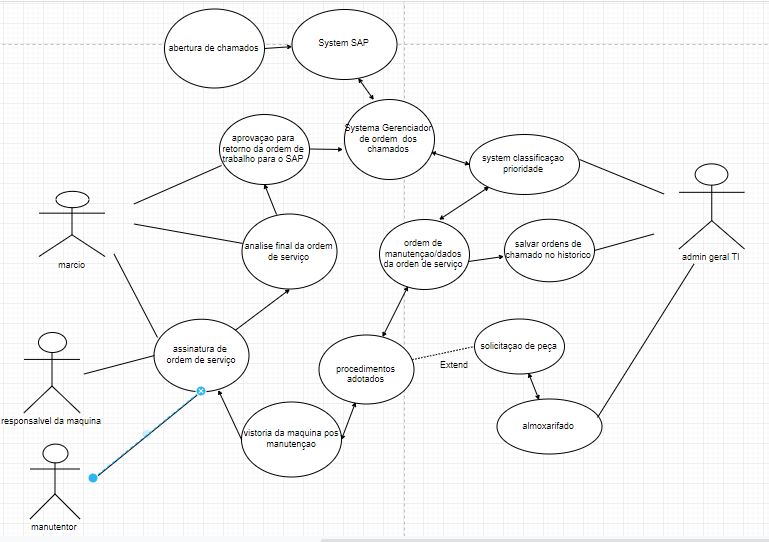 abertura de chamados
System SAP
Systema Gerenciador
de ordem dos
chamados
aprovaçao para
retorno da ordem de
trabalho para o SAP
system classificaçao
prioridade
marcio
analise final da ordem
de serviço
ordem de
manutençao/dados
da orden de serviço
salvar ordens de
chamado no historico
admin geral TI
assinatura de
ordem de serviço
procedimentos
adotados
Extend
solicitaçao de peça
responsalvel da maquina
vistoria da maquina pos
manutençao
almoxarifado
manutentor